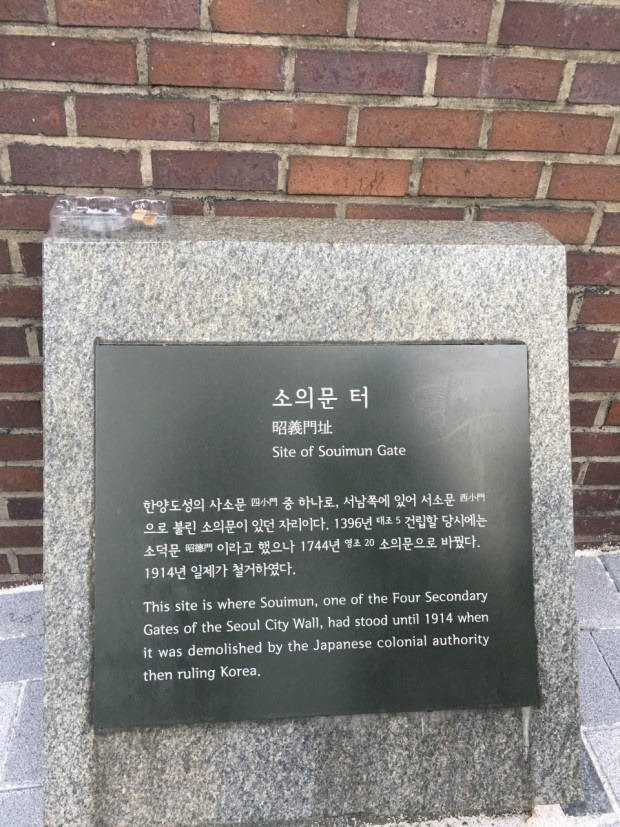 소의문 터
昭義門址
Site of Souimun Gate
한양도성의 사소문 四小門 중 하나로, 서남쪽에 있어 서소문 西小門
으로 불린 소의문이 있던 자리이다. 1396년 태조 5 건립할 당시에는
소덕문 昭德門 이라고 했으나 1744년 영조 20 소의문으로 바꿨다.
1914년 일제가 철거하였다.
This site is where Souimun, one of the Four Secondary
Gates of the Seoul City Wall, had stood until 1914 when
it was demolished by the Japanese colonial authority
then ruling Korea.